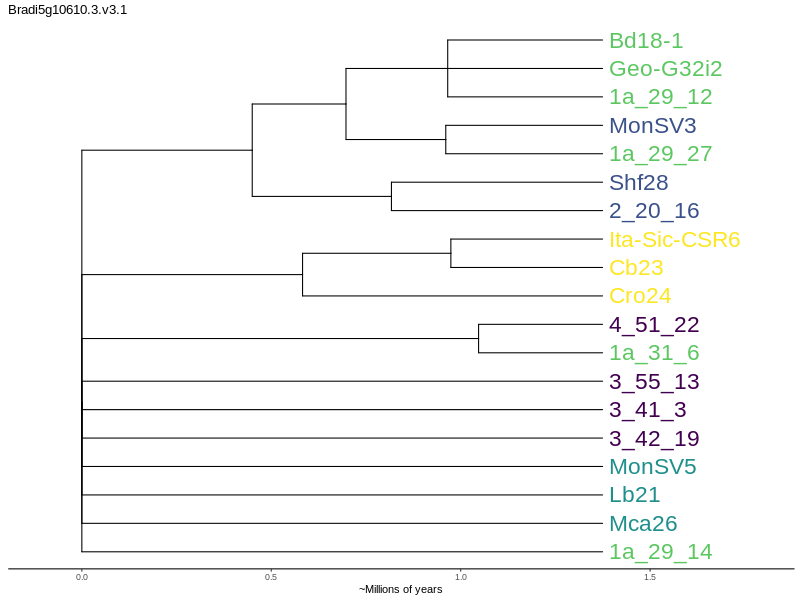 Bradi5g10610.3.v3.1
Bd18-1
Geo-G32i2
1a_29_12
MonSV3
1a_29_27
Shf28
2_20_16
Ita-Sic-CSR6
Cb23
Cro24
4_51_22
1a_31_6
3_55_13
3_41_3
3_42_19
MonSV5
Lb21
Mca26
1a_29_14
0.0 0.5 1.0 1.5
~Millions of years